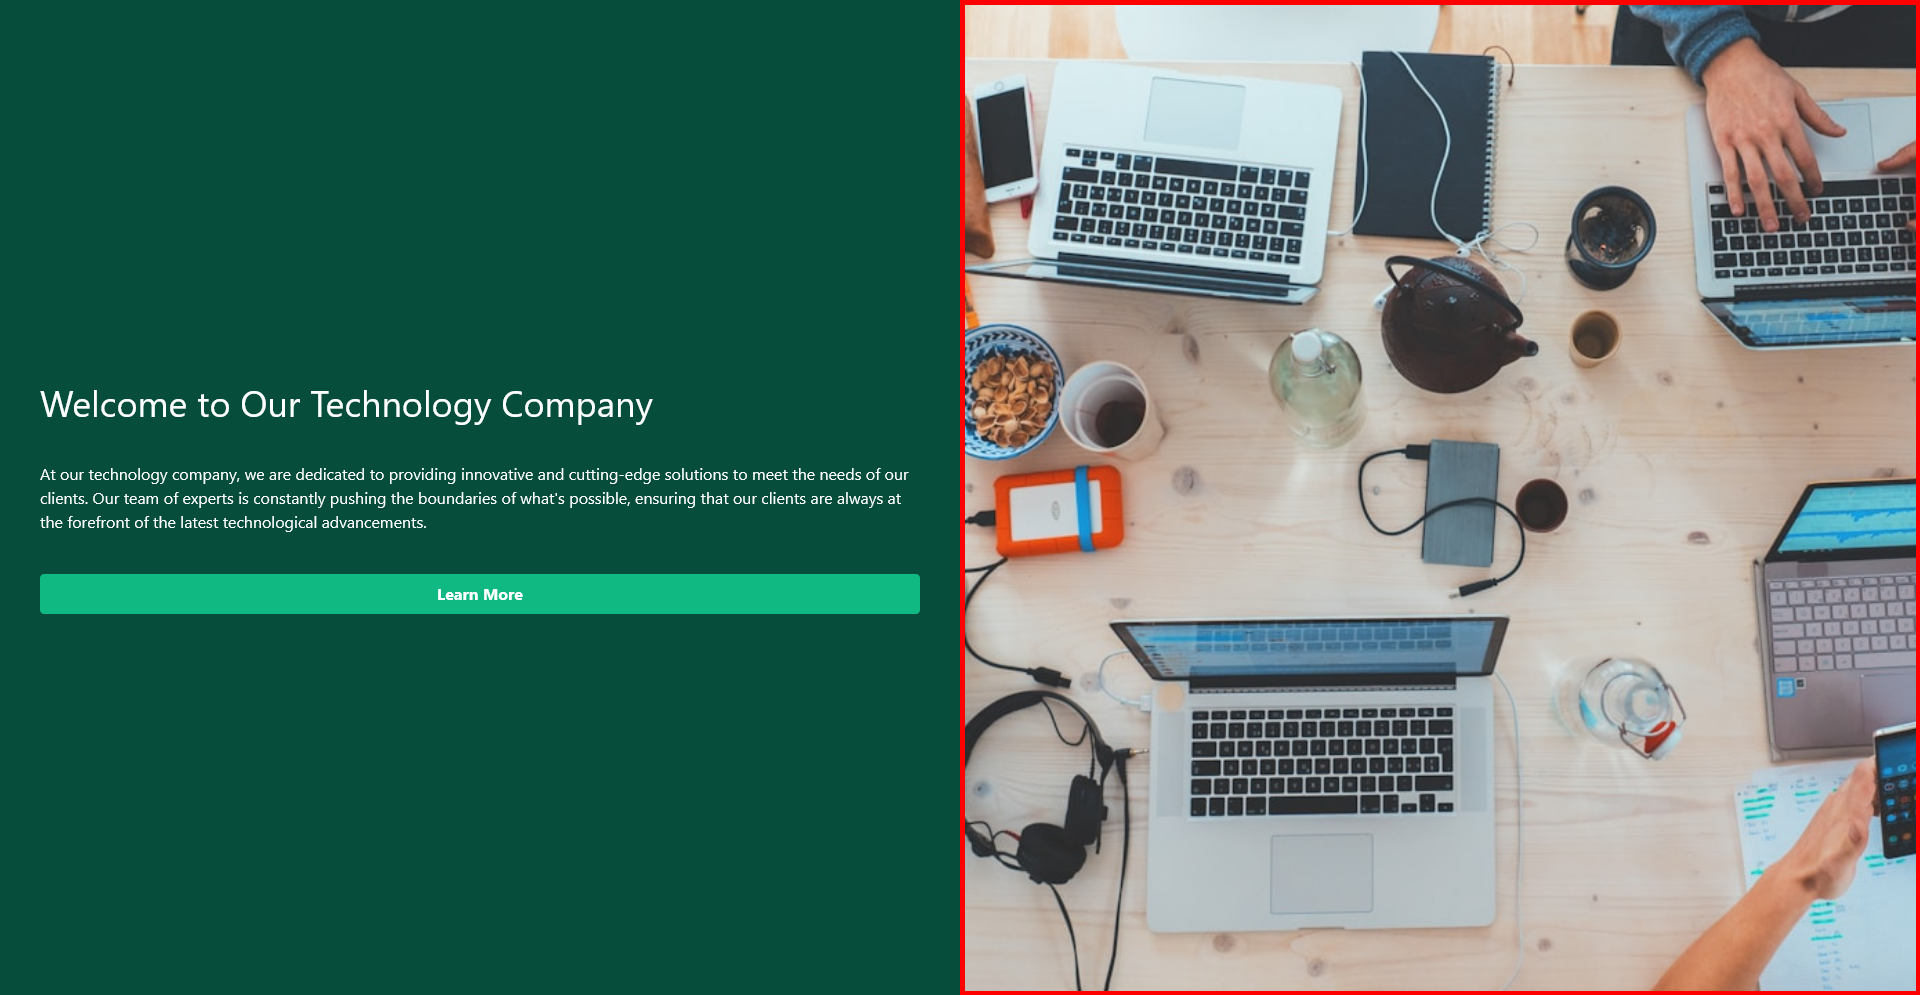 Welcome to Our Technology Company
At our technology company, we are dedicated to providing innovative and cutting-edge solutions to meet the needs of our
clients. Our team of experts is constantly pushing the boundaries of what's possible, ensuring that our clients are always at
the forefront of the latest technological advancements.
Learn More